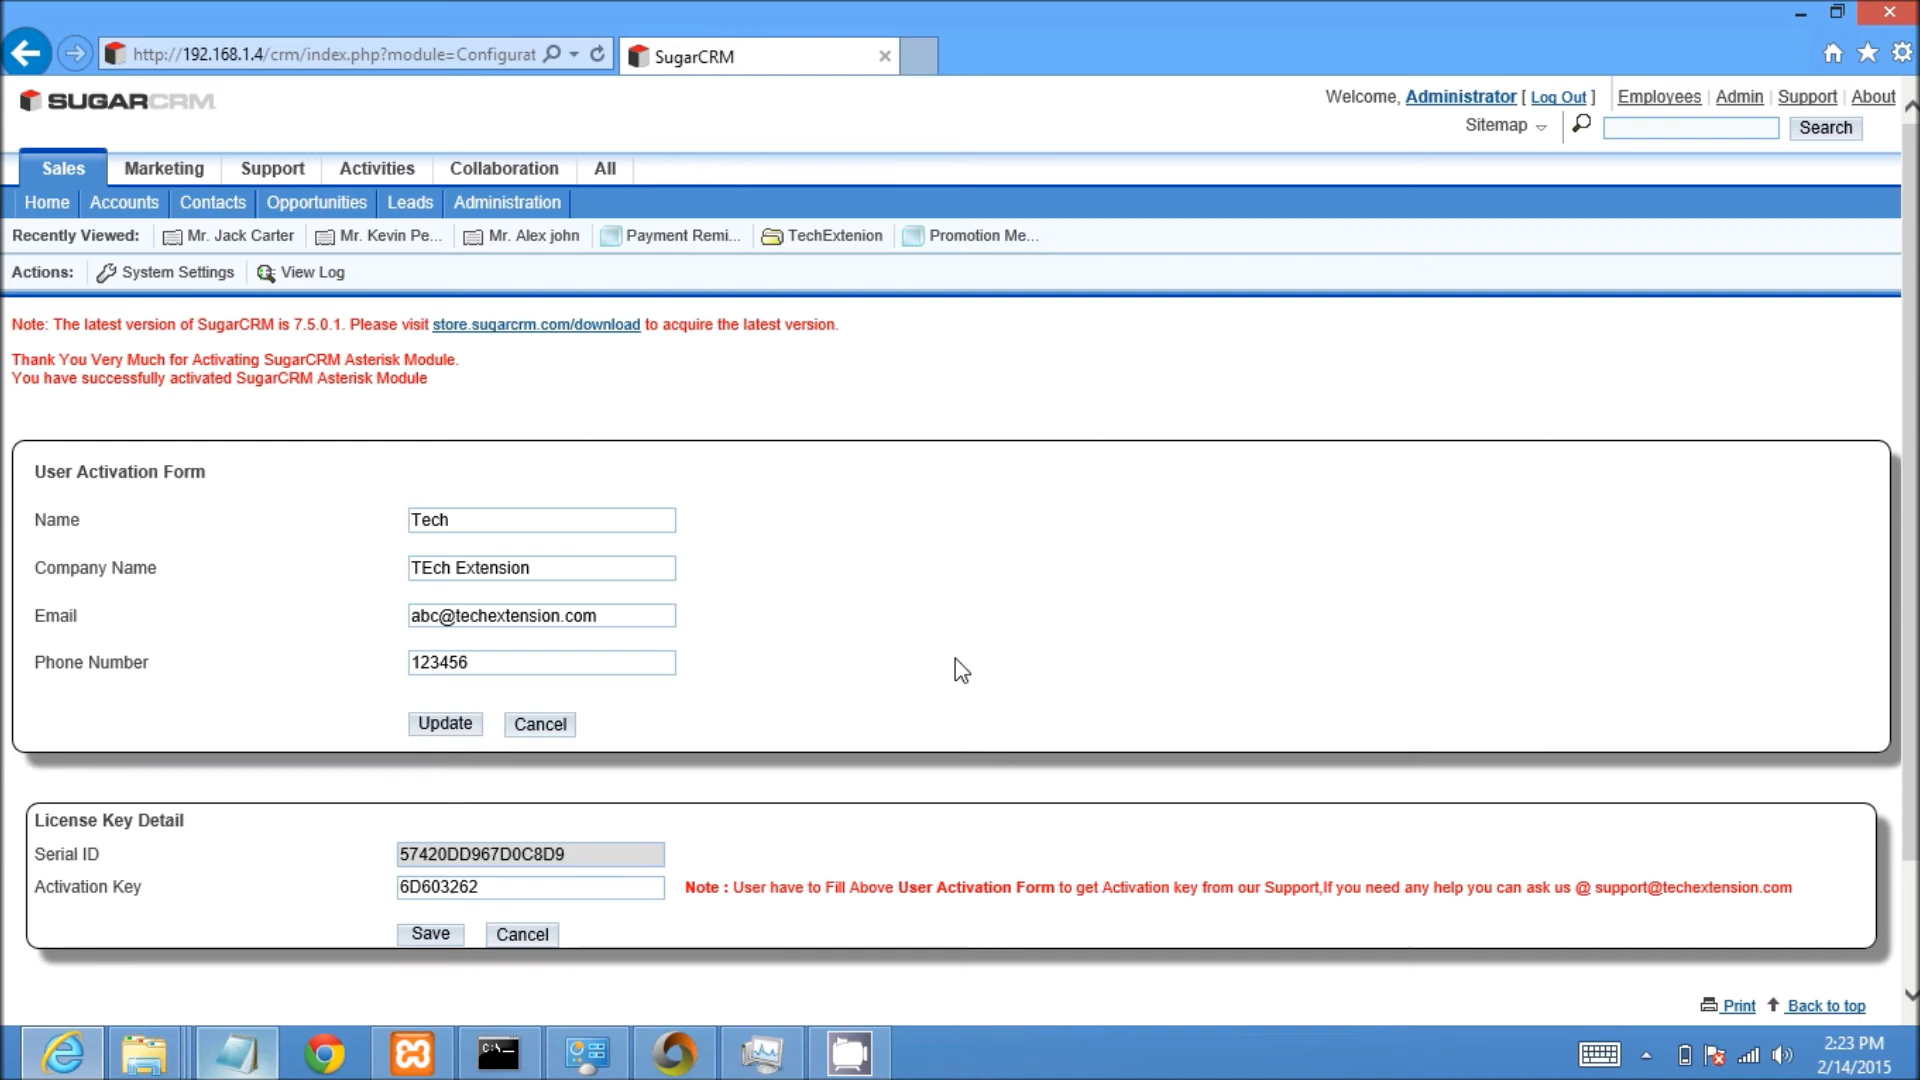 http://192.168.1.4/crm/index.php?module=Configurat
SugarCRM
SUGARCRM
Welcome, Administrator [ Log Out ] Employees Admin Support About
Sitemap Search
Sales Marketing Support Activities Collaboration All
Home Accounts Contacts Opportunities Leads Administration
Recently Viewed: Mr. Jack Carter Mr. Kevin Pe... Mr. Alex john Payment Remi... TechExtenion Promotion Me...
Actions: System Settings View Log
Note: The latest version of SugarCRM is 7.5.0.1. Please visit store.sugarcrm.com/download to acquire the latest version.
Thank You Very Much for Activating SugarCRM Asterisk Module.
You have successfully activated SugarCRM Asterisk Module
User Activation Form
Name Tech
Company Name TEch Extension
Email abc@techextension.com
Phone Number 123456
Update Cancel
License Key Detail
Serial ID 57420DD967D0C8D9
Activation Key 6D603262 Note : User have to Fill Above User Activation Form to get Activation key from our Support,If you need any help you can ask us @ support@techextension.com
Save Cancel
Print Back to top
C:\_
2:23 PM
2/14/2015